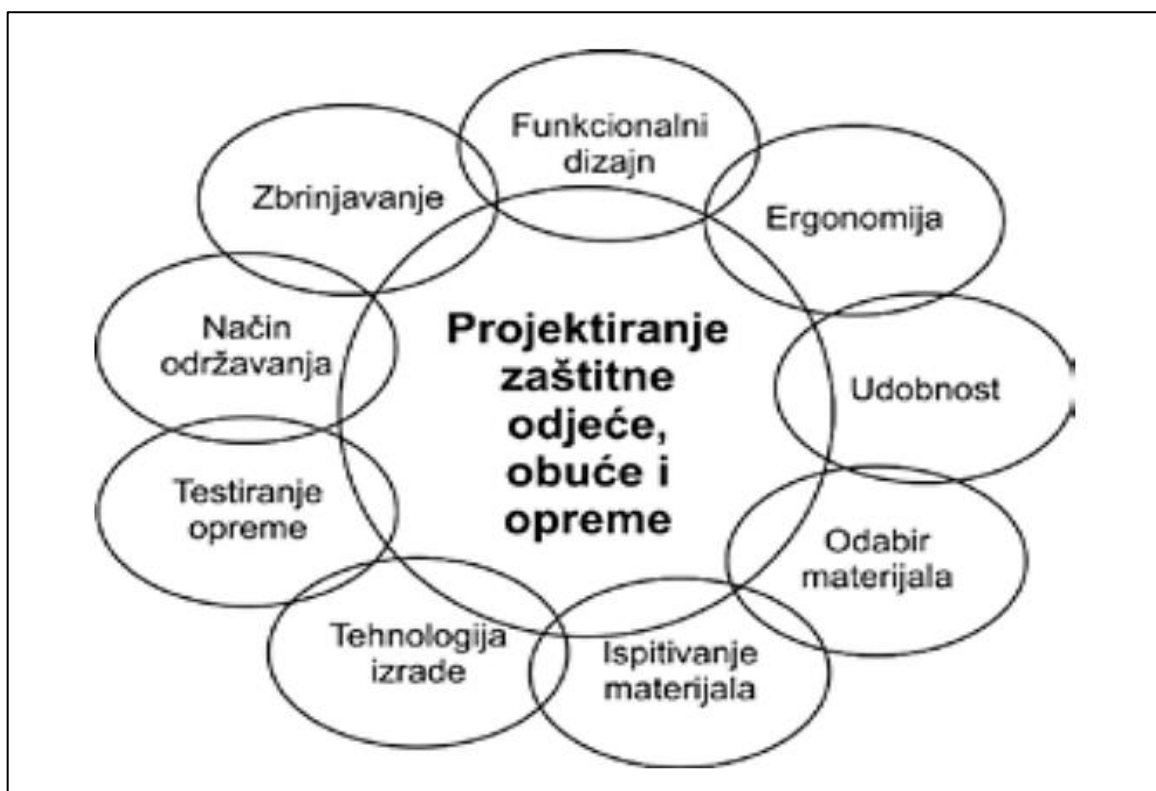 Funkcionalni
dizajn
Ergonomija
Udobnost
Odabir
materijala
Ispitivanje
materijala
Tehnologija
izrade
Testiranje
opreme
Način
održavanja
Zbrinjavanje
Projektiranje
zaštitne
odjeće,
obuće i
opreme